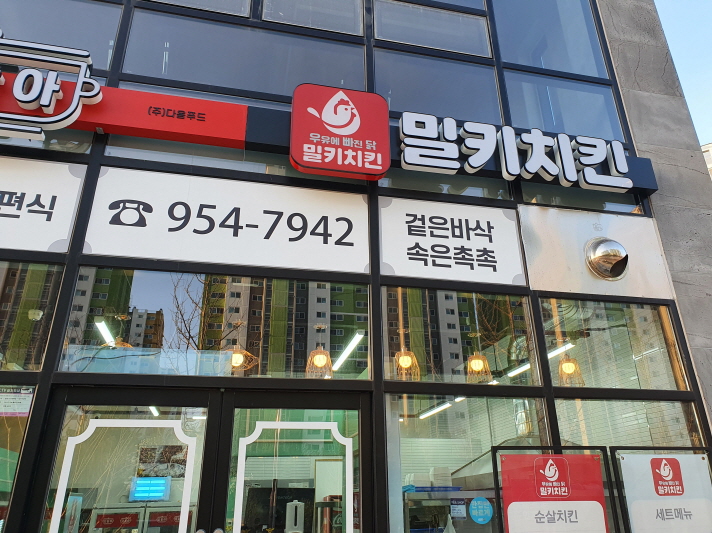 아
(주)다움푸드
우유에 빠진 닭
밀키치킨
밀키치킨
편식
☎ 954-7942
겉은바삭
속은촉촉
우유에 빠진 닭
밀키치킨
순살치킨
우유에 빠진 닭
밀키치킨
세트메뉴